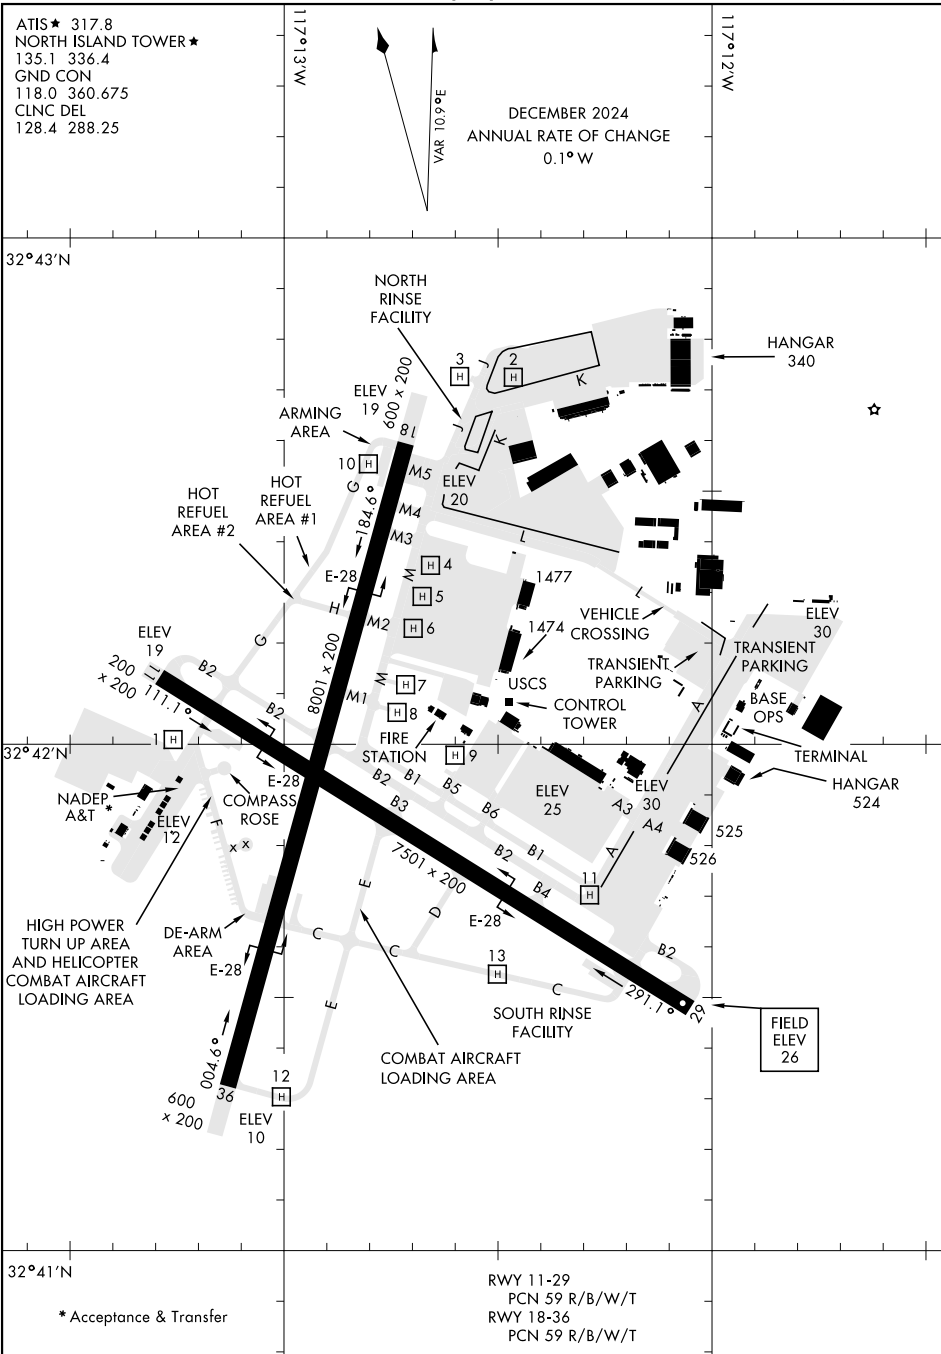 ATIS★ 317.8
NORTH ISLAND TOWER★
135.1 336.4
GND CON
118.0 360.675
CLNC DEL
128.4 288.25
117°13'W
117°12'W
VAR 10.9°E
DECEMBER 2024
ANNUAL RATE OF CHANGE
0.1° W
32°43'N
NORTH
RINSE
FACILITY
HANGAR
340
3
H
J
2
H
K
ELEV
19
600 x 200
18
ARMING
AREA
J
K
10 H
G
M5
ELEV
20
HOT
REFUEL
AREA #1
HOT
REFUEL
AREA #2
184.6°
M4
M3
L
E-28
M
H 4
H 5
H 6
1477
L
H
M2
1474
VEHICLE
CROSSING
ELEV
30
G
ELEV
19
B2
TRANSIENT
PARKING
TRANSIENT
PARKING
200
x 200
11
111.1°
8001 x 200
M
H 7
M1
H 8
USCS
CONTROL
TOWER
A
BASE
OPS
B2
FIRE
STATION
32°42'N
1 H
H 9
TERMINAL
E-28
B2
B1
B5
B3
B6
ELEV
25
ELEV
30
HANGAR
524
NADEP
A&T *
COMPASS
ROSE
ELEV
12
F
x x
A3
A4
525
526
7501 x 200
B2
B1
A
B4
11
H
E
D
E-28
HIGH POWER
TURN UP AREA
AND HELICOPTER
COMBAT AIRCRAFT
LOADING AREA
DE-ARM
AREA
C
C
E-28
B2
13
H
C
291.1°
29
E
SOUTH RINSE
FACILITY
FIELD
ELEV
26
004.6°
COMBAT AIRCRAFT
LOADING AREA
36
12
H
600
x 200
ELEV
10
32°41'N
RWY 11-29
PCN 59 R/B/W/T
RWY 18-36
PCN 59 R/B/W/T
* Acceptance & Transfer